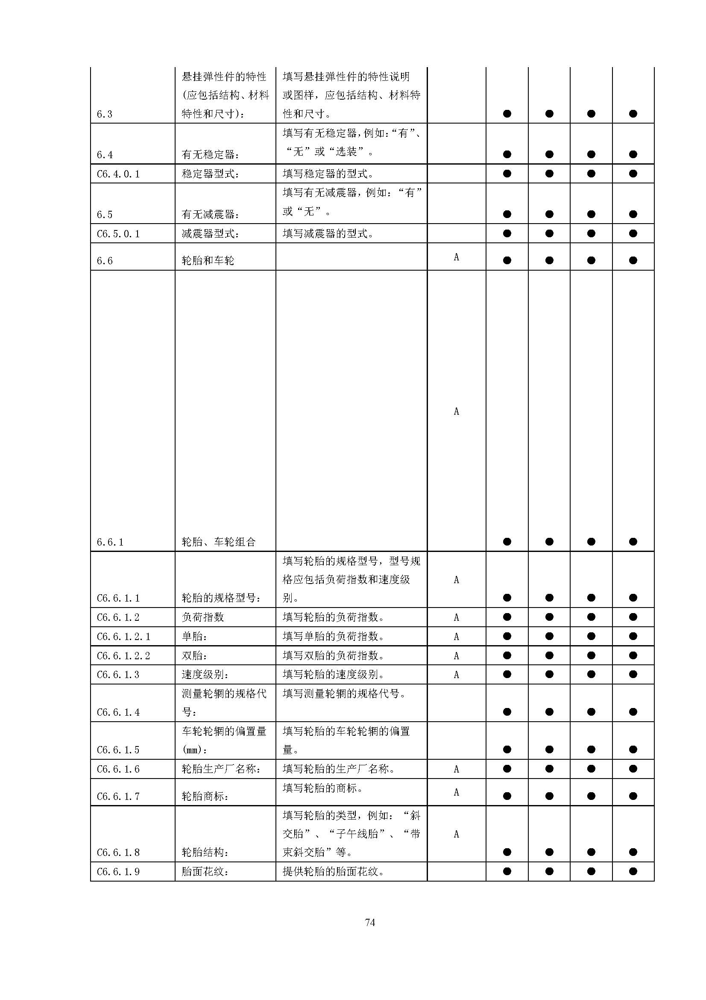 悬挂弹性件的特性
(应包括结构、材料
6.3 特性和尺寸): 填写悬挂弹性件的特性说明
或图样，应包括结构、材料特
性和尺寸。 ● ● ● ●
填写有无稳定器，例如：“有”、
6.4 有无稳定器: “无”或“选装”。 ● ● ● ●
C6.4.0.1 稳定器型式: 填写稳定器的型式。 ● ● ● ●
填写有无减震器，例如：“有”
6.5 有无减震器: 或“无”。 ● ● ● ●
C6.5.0.1 减震器型式: 填写减震器的型式。 ● ● ● ●
6.6 轮胎和车轮 A ● ● ● ●
6.6.1 轮胎、车轮组合 A ● ● ● ●
填写轮胎的规格型号，型号规
格应包括负荷指数和速度级
C6.6.1.1 轮胎的规格型号: 别。 A ● ● ● ●
C6.6.1.2 负荷指数 填写轮胎的负荷指数。 A ● ● ● ●
C6.6.1.2.1 单胎: 填写单胎的负荷指数。 A ● ● ● ●
C6.6.1.2.2 双胎: 填写双胎的负荷指数。 A ● ● ● ●
C6.6.1.3 速度级别: 填写轮胎的速度级别。 A ● ● ● ●
测量轮辋的规格代 填写测量轮辋的规格代号。
C6.6.1.4 号: ● ● ● ●
车轮轮辋的偏置量 填写轮胎的车轮轮辋的偏置
C6.6.1.5 (mm): 量。 ● ● ● ●
C6.6.1.6 轮胎生产厂名称: 填写轮胎的生产厂名称。 A ● ● ● ●
C6.6.1.7 轮胎商标: 填写轮胎的商标。 A ● ● ● ●
填写轮胎的类型，例如：“斜
交胎”、“子午线胎”、“带
C6.6.1.8 轮胎结构: 束斜交胎”等。 A ● ● ● ●
C6.6.1.9 胎面花纹: 提供轮胎的胎面花纹。 ● ● ● ●
74